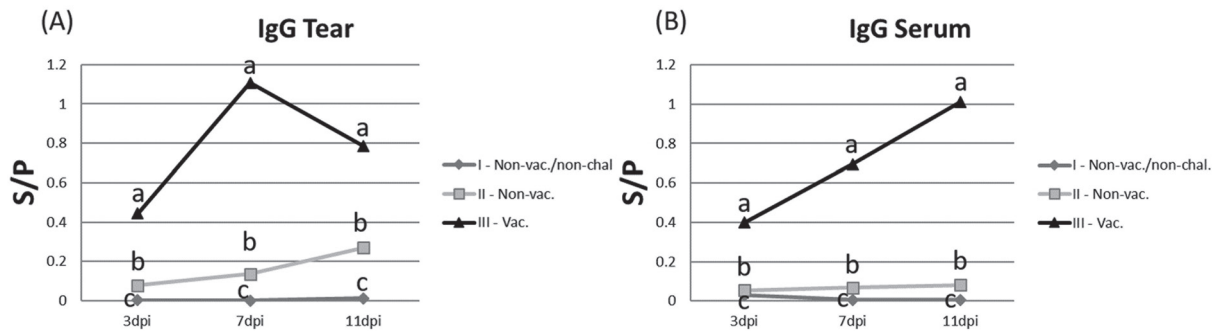 (A)
IgG Tear
S/P
1.2
1
0.8
0.6
0.4
0.2
0
a
a
a
b
b
b
c
c
c
3dpi
7dpi
11dpi
I - Non-vac./non-chal
II - Non-vac.
III - Vac.
(B)
IgG Serum
S/P
1.2
1
0.8
0.6
0.4
0.2
0
a
a
a
b
b
b
c
c
c
3dpi
7dpi
11dpi
I - Non-vac./non-chal.
II - Non-vac.
III - Vac.